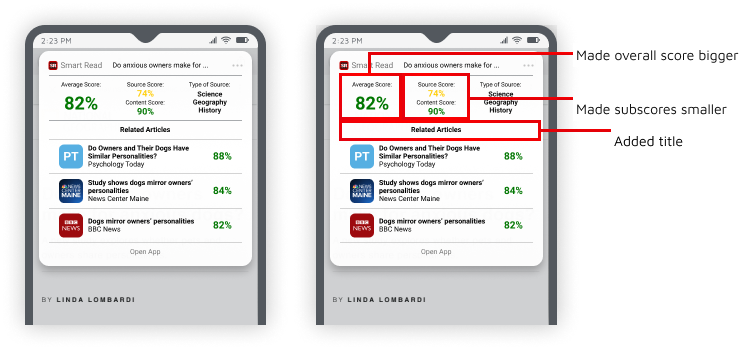 2:23 PM
SR Smart Read Do anxious owners make for ...
Average Score:
82%
Source Score:
74%
Content Score:
90%
Type of Source:
Science
Geography
History
Related Articles
PT
Do Owners and Their Dogs Have
Similar Personalities?
Psychology Today
88%
NEWS
CENTER
MAINE
Study shows dogs mirror owners'
personalities
News Center Maine
84%
BBC
NEWS
Dogs mirror owners' personalities
BBC News
82%
Open App
BY LINDA LOMBARDI
2:23 PM
SR Smart Read Do anxious owners make for ...
Average Score:
82%
Source Score:
74%
Content Score:
90%
Type of Source:
Science
Geography
History
Related Articles
PT
Do Owners and Their Dogs Have
Similar Personalities?
Psychology Today
88%
NEWS
CENTER
MAINE
Study shows dogs mirror owners'
personalities
News Center Maine
84%
BBC
NEWS
Dogs mirror owners' personalities
BBC News
82%
Open App
BY LINDA LOMBARDI
Made overall score bigger
Made subscores smaller
Added title